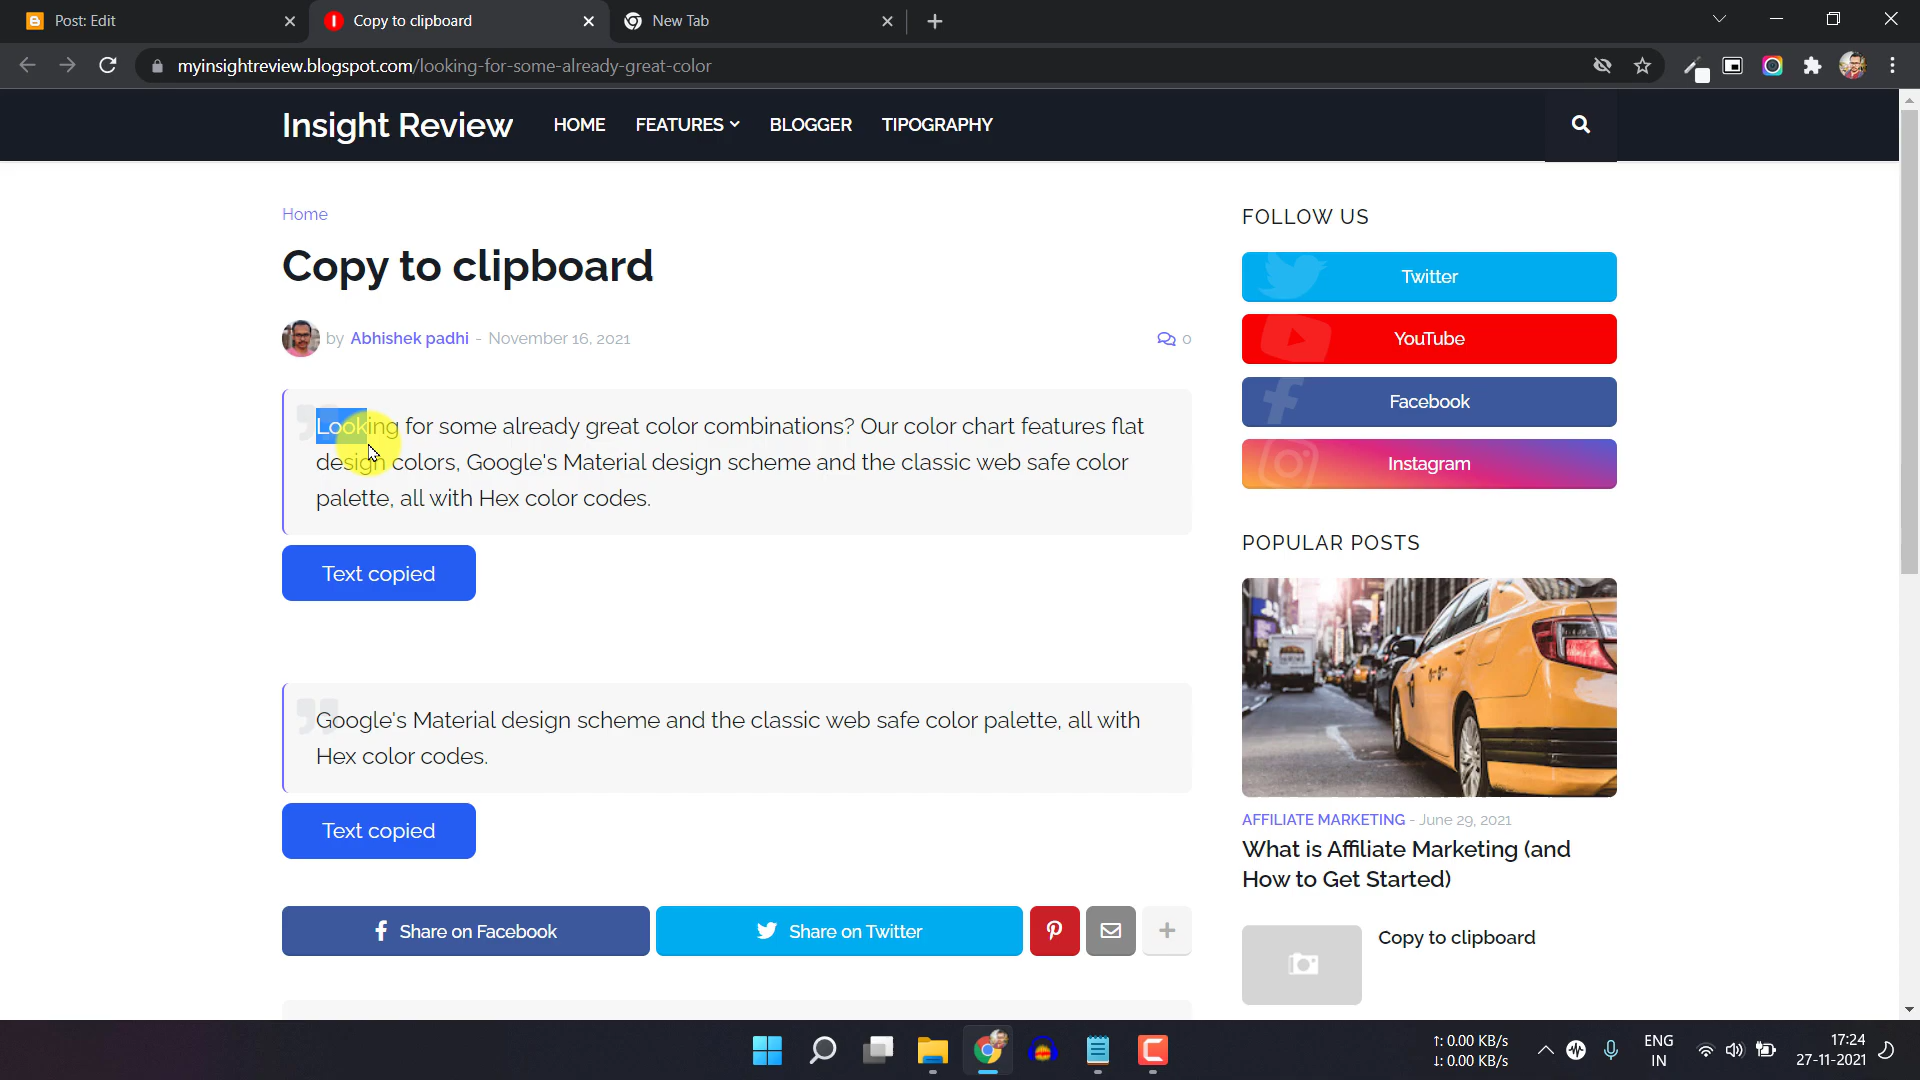 Post: Edit
Copy to clipboard
New Tab
myinsightreview.blogspot.com/looking-for-some-already-great-color
Insight Review
HOME
FEATURES
BLOGGER
TIPOGRAPHY
Home
Copy to clipboard
by Abhishek padhi - November 16, 2021
0
Looking for some already great color combinations? Our color chart features flat
design colors, Google's Material design scheme and the classic web safe color
palette, all with Hex color codes.
Text copied
Google's Material design scheme and the classic web safe color palette, all with
Hex color codes.
Text copied
Share on Facebook
Share on Twitter
FOLLOW US
Twitter
YouTube
Facebook
Instagram
POPULAR POSTS
AFFILIATE MARKETING - June 29, 2021
What is Affiliate Marketing (and
How to Get Started)
Copy to clipboard
↑: 0.00 KB/s
↓: 0.00 KB/s
ENG
IN
17:24
27-11-2021